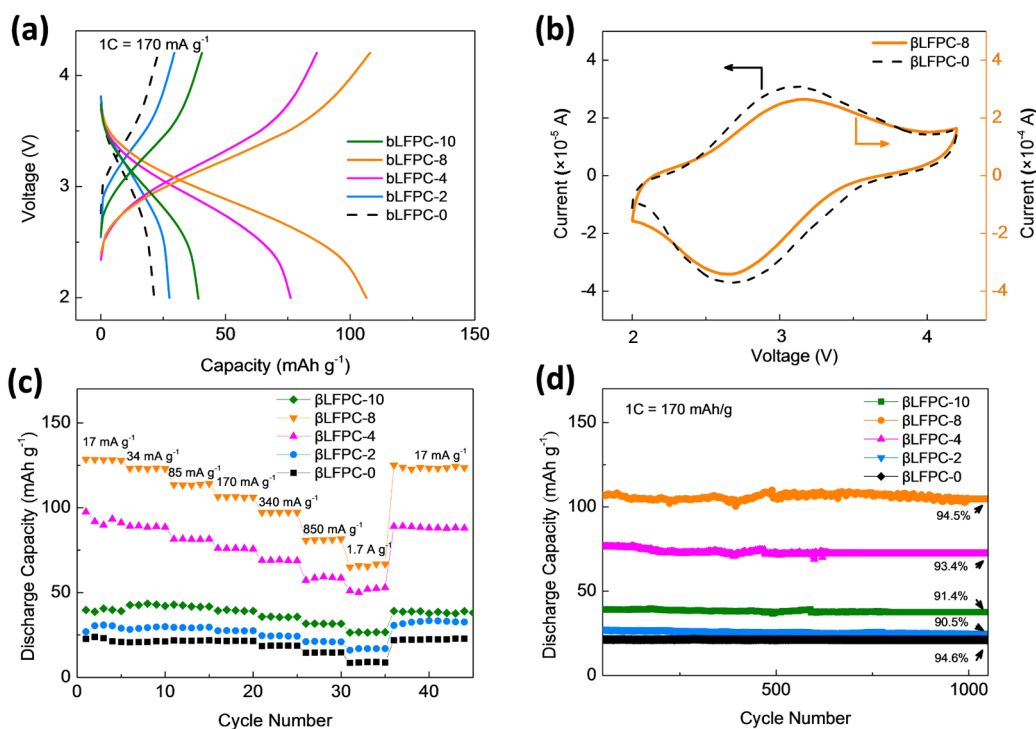 (a)
1C = 170 mA g⁻¹
4
3
2
Voltage (V)
bLFPC-10
bLFPC-8
bLFPC-4
bLFPC-2
bLFPC-0
0
50
100
150
Capacity (mAh g⁻¹)
(b)
βLFPC-8
βLFPC-0
4
2
0
-2
-4
Current (×10⁻⁵ A)
4
2
0
-2
-4
Current (×10⁻⁴ A)
2
3
4
Voltage (V)
(c)
βLFPC-10
βLFPC-8
βLFPC-4
βLFPC-2
βLFPC-0
150
100
50
0
Discharge Capacity (mAh g⁻¹)
17 mA g⁻¹
34 mA g⁻¹
85 mA g⁻¹
170 mA g⁻¹
340 mA g⁻¹
850 mA g⁻¹
1.7 A g⁻¹
17 mA g⁻¹
0
10
20
30
40
Cycle Number
(d)
1C = 170 mAh/g
βLFPC-10
βLFPC-8
βLFPC-4
βLFPC-2
βLFPC-0
150
100
50
0
Discharge Capacity (mAh g⁻¹)
94.5%
93.4%
91.4%
90.5%
94.6%
500
1000
Cycle Number